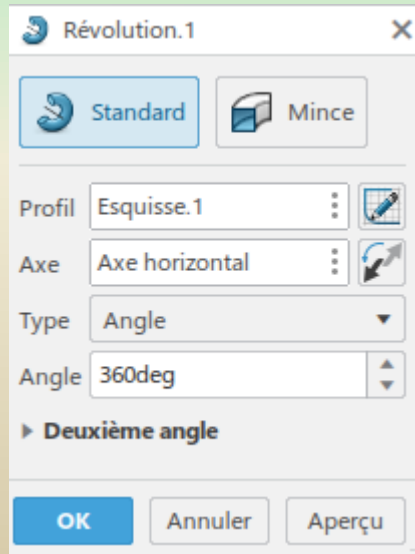 Révolution.1
Standard Mince
Profil Esquisse.1
Axe Axe horizontal
Type Angle
Angle 360deg
Deuxième angle
OK Annuler Aperçu